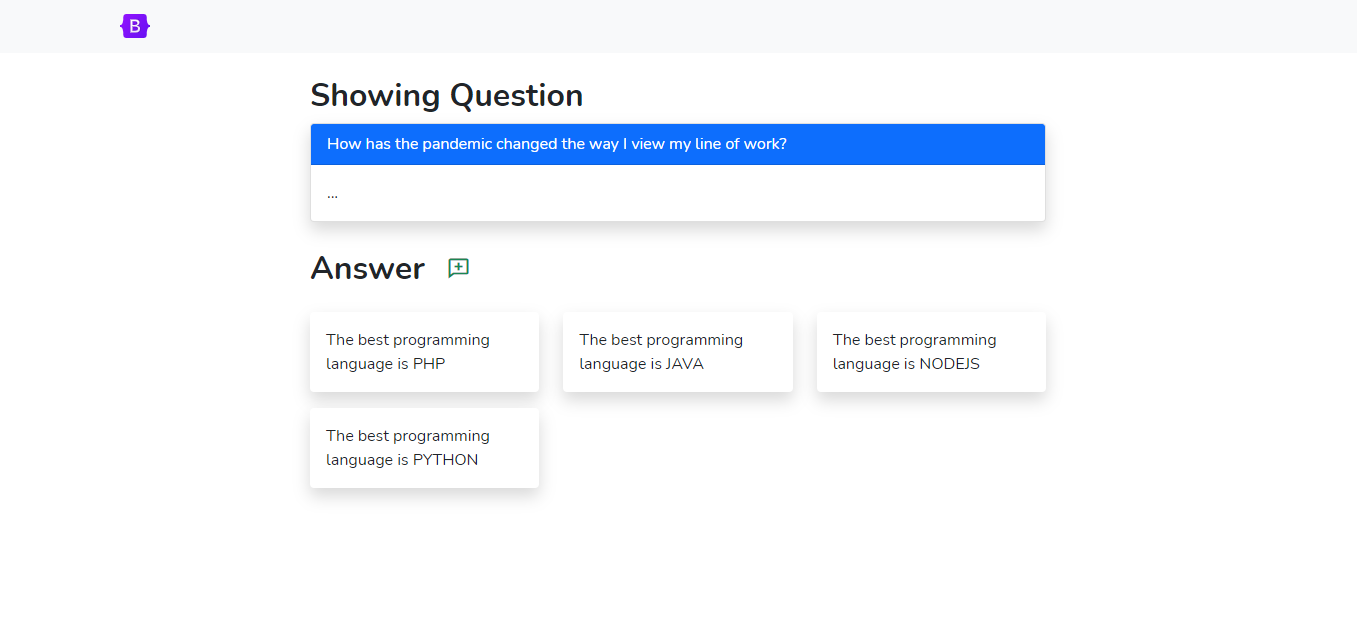 B
Showing Question
How has the pandemic changed the way I view my line of work?
...
Answer
The best programming
language is PHP
The best programming
language is JAVA
The best programming
language is NODEJS
The best programming
language is PYTHON